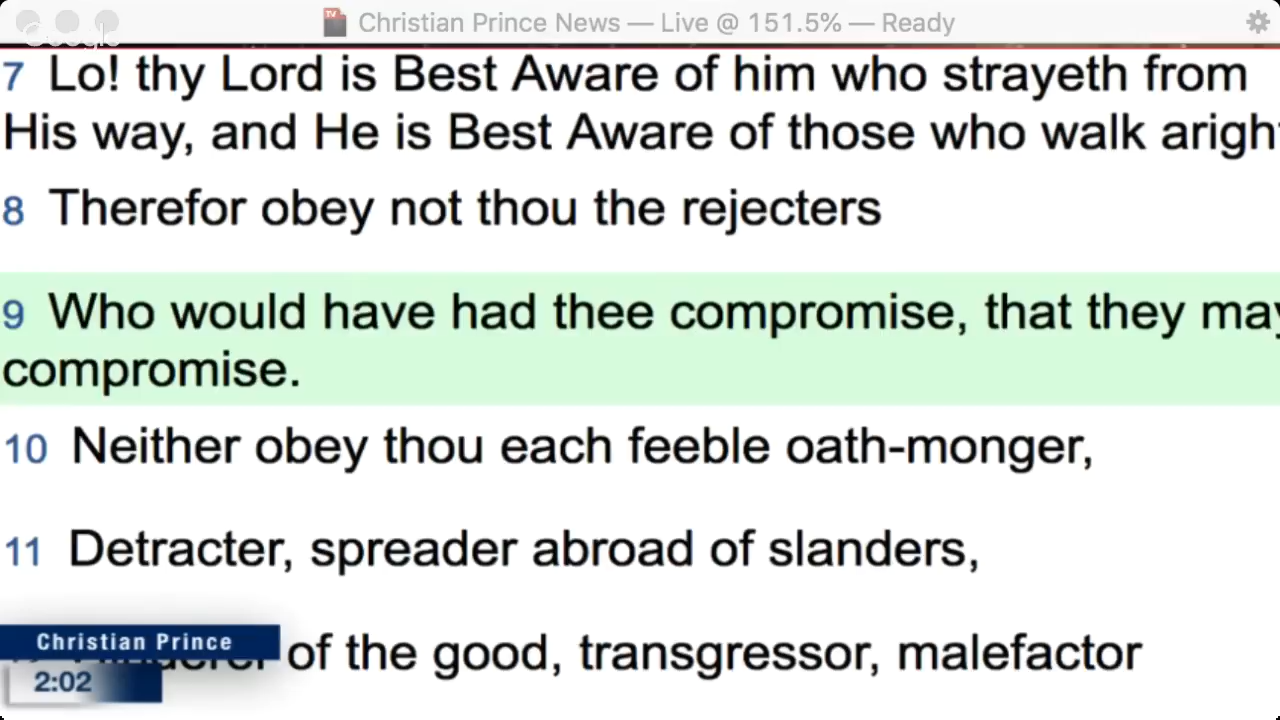 Christian Prince News — Live @ 151.5% — Ready
Google
7 Lo! thy Lord is Best Aware of him who strayeth from
His way, and He is Best Aware of those who walk arigh
8 Therefor obey not thou the rejecters
9 Who would have had thee compromise, that they may
compromise.
10 Neither obey thou each feeble oath-monger,
11 Detracter, spreader abroad of slanders,
of the good, transgressor, malefactor
Christian Prince
2:02